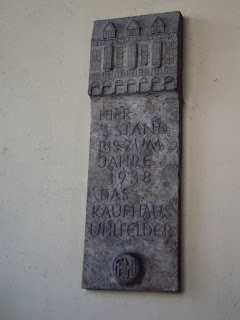 HIER
STAND
BIS ZUM
JAHRE
1938
DAS
KAUFHAUS
UHLFELDER